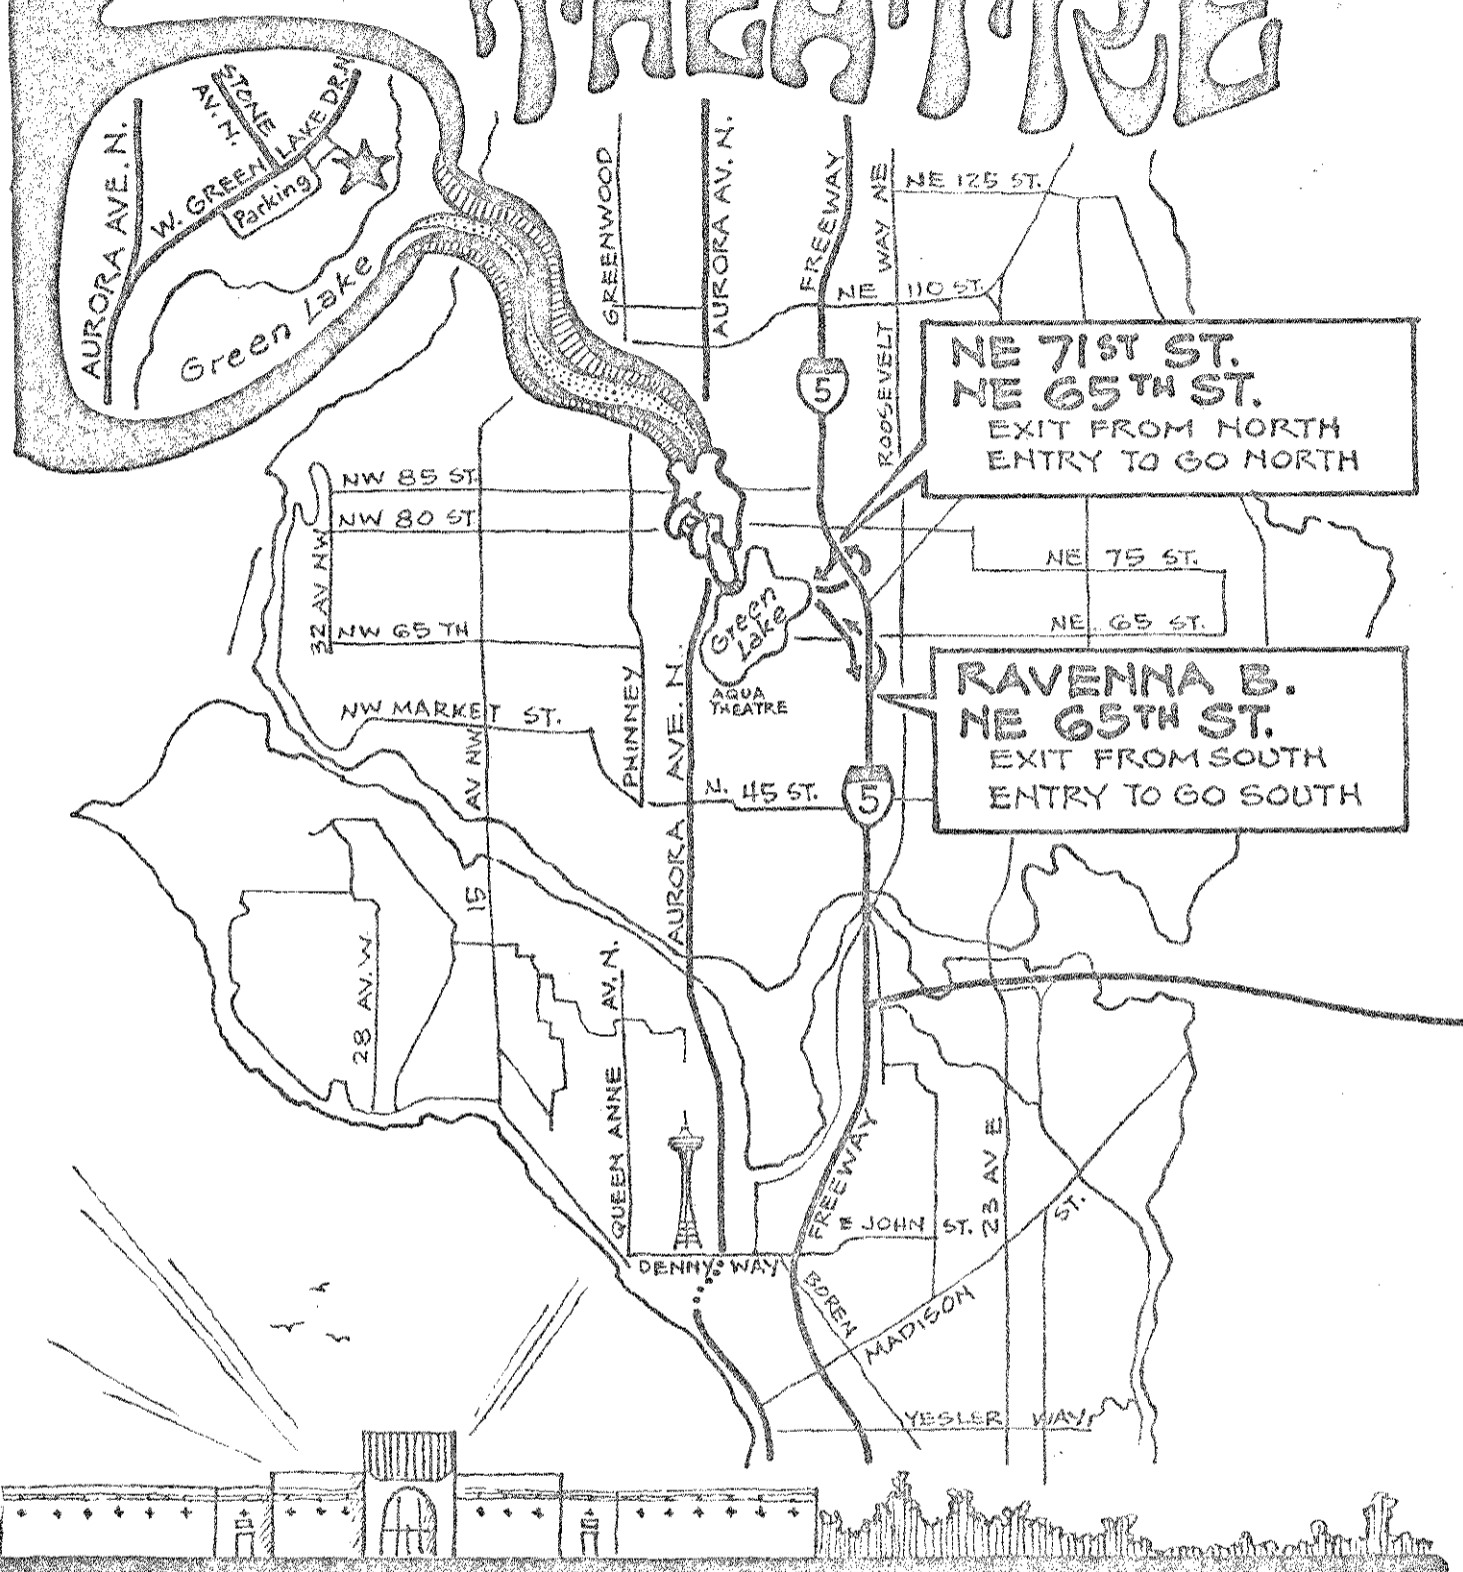 THEATRE
STONE
AV. N.
W. GREEN LAKE DR.N
AURORA AVE. N.
Parking
Green Lake
GREENWOOD
AURORA AV. N.
FREEWAY
ROOSEVELT WAY NE
NE 125 ST.
NE 110 ST.
5
NE 71ST ST.
NE 65TH ST.
EXIT FROM NORTH
ENTRY TO GO NORTH
NW 85 ST.
NW 80 ST.
32 AV NW
NW 65 TH
NE 75 ST.
NE. 65 ST.
Green
Lake
AQUA
THEATRE
RAVENNA B.
NE 65TH ST.
EXIT FROM SOUTH
ENTRY TO GO SOUTH
NW MARKET ST.
PHINNEY
AURORA AVE. N.
15 AV NW
N. 45 ST.
5
28 AV. W.
QUEEN ANNE AV. N.
FREEWAY
23 AV E
E JOHN ST.
DENNY WAY
BOREN
MADISON ST.
YESLER WAY